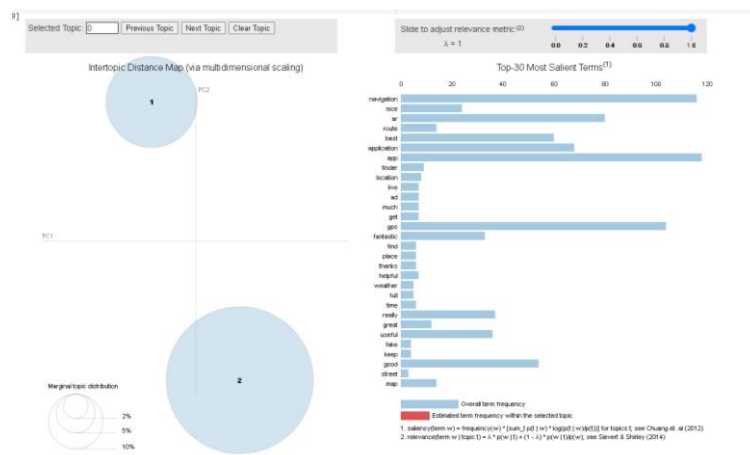 Selected Topic: 0 Previous Topic Next Topic Clear Topic
Slide to adjust relevance metric:(2)
λ = 1
0.0 0.2 0.4 0.6 0.8 1.0
Intertopic Distance Map (via multidimensional scaling)
PC2
PC1
1
2
Marginal topic distribution
2%
5%
10%
Top-30 Most Salient Terms(1)
0 20 40 60 80 100 120
navigation
nice
ar
route
best
application
app
finder
location
live
ad
much
get
gps
fantastic
find
place
thanks
helpful
weather
full
time
really
great
useful
fake
keep
good
street
map
Overall term frequency
Estimated term frequency within the selected topic
1. saliency(term w) = frequency(w) * [sum_t p(t | w) * log(p(t | w)/p(t))] for topics t; see Chuang et. al (2012)
2. relevance(term w | topic t) = λ * p(w | t) + (1 - λ) * p(w | t)/p(w); see Sievert & Shirley (2014)